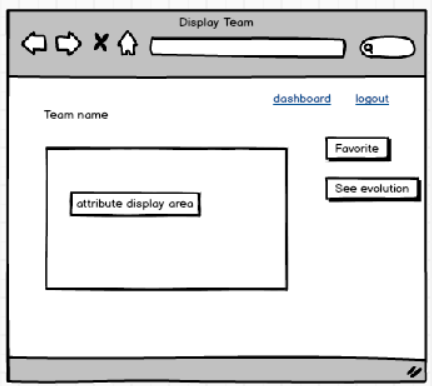 Display Team
dashboard logout
Team name
Favorite
See evolution
attribute display area